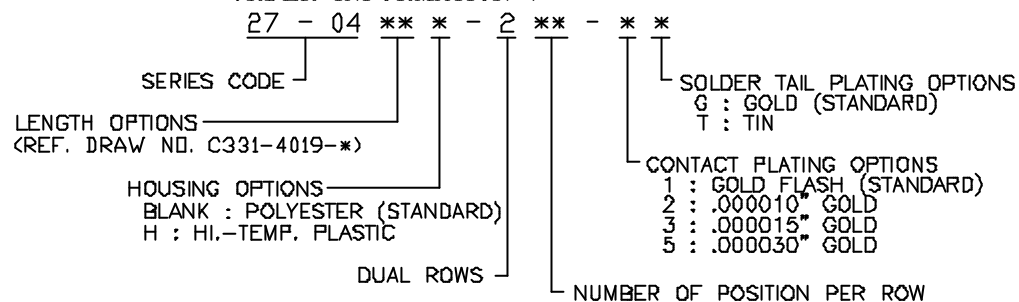 27 - 04 ** * - 2 ** - * *
SERIES CODE
SOLDER TAIL PLATING OPTIONS
G : GOLD (STANDARD)
T : TIN
LENGTH OPTIONS
(REF. DRAW NO. C331-4019-*)
CONTACT PLATING OPTIONS
1 : GOLD FLASH (STANDARD)
2 : .000010" GOLD
3 : .000015" GOLD
5 : .000030" GOLD
HOUSING OPTIONS
BLANK : POLYESTER (STANDARD)
H : HI.-TEMP. PLASTIC
DUAL ROWS
NUMBER OF POSITION PER ROW